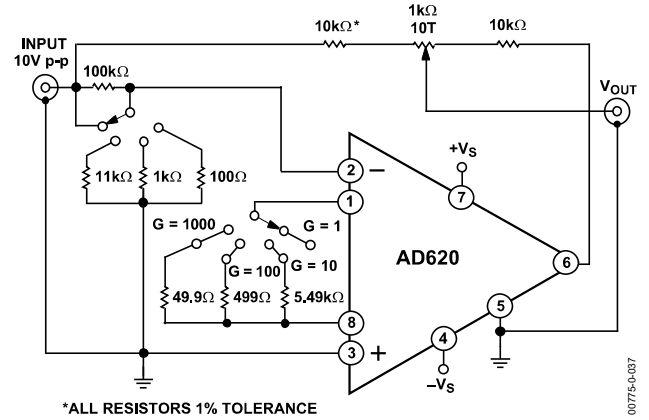 10kΩ*
1kΩ
10T
10kΩ
INPUT
10V p-p
100kΩ
VOUT
11kΩ
1kΩ
100Ω
+VS
2
–
1
7
G = 1000
G = 1
G = 100
G = 10
AD620
6
49.9Ω
499Ω
5.49kΩ
5
8
4
3
+
–VS
*ALL RESISTORS 1% TOLERANCE
00775-0-037